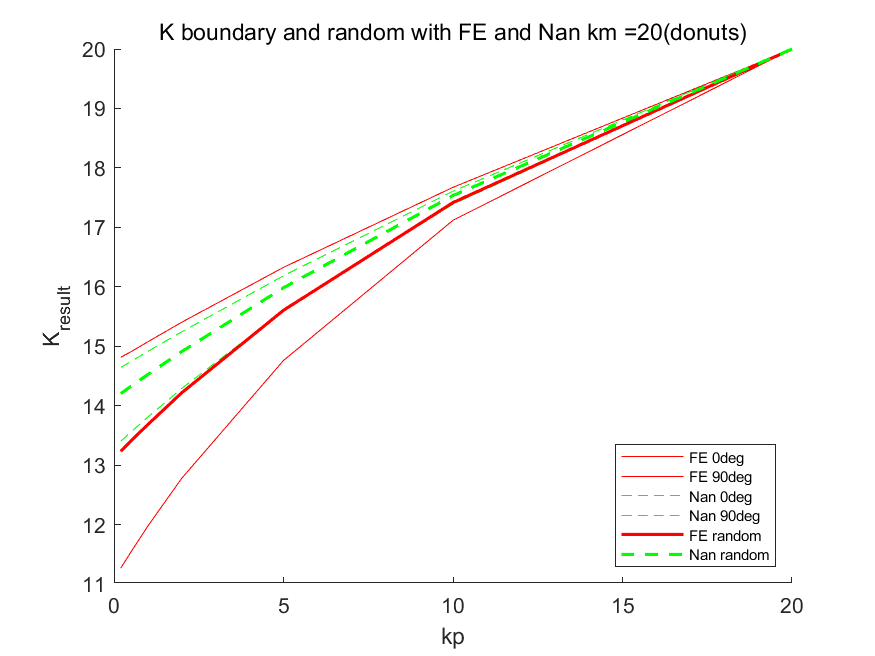 K boundary and random with FE and Nan km =20(donuts)
20
19
18
17
16
15
14
13
12
11
K_result
0 5 10 15 20
kp
FE 0deg
FE 90deg
Nan 0deg
Nan 90deg
FE random
Nan random